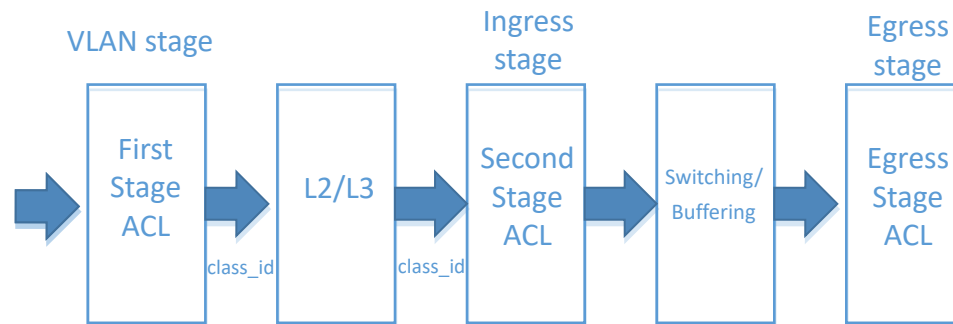 VLAN stage
Ingress
stage
Egress
stage
First
Stage
ACL
class_id
L2/L3
class_id
Second
Stage
ACL
Switching/
Buffering
Egress
Stage
ACL